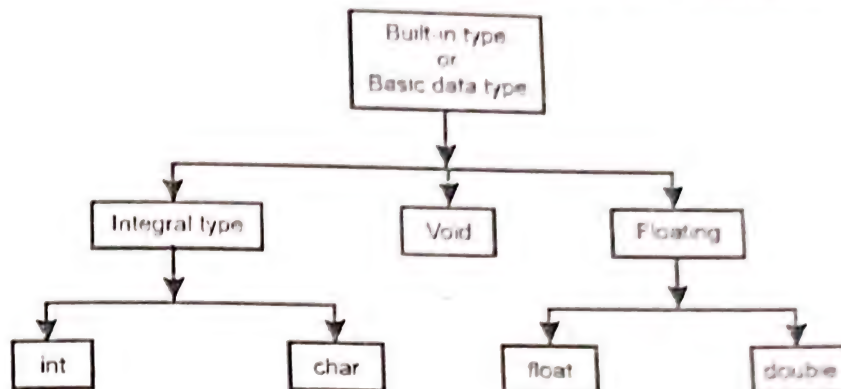 Built-in type
or
Basic data type
Integral type
Void
Floating
int
char
float
double